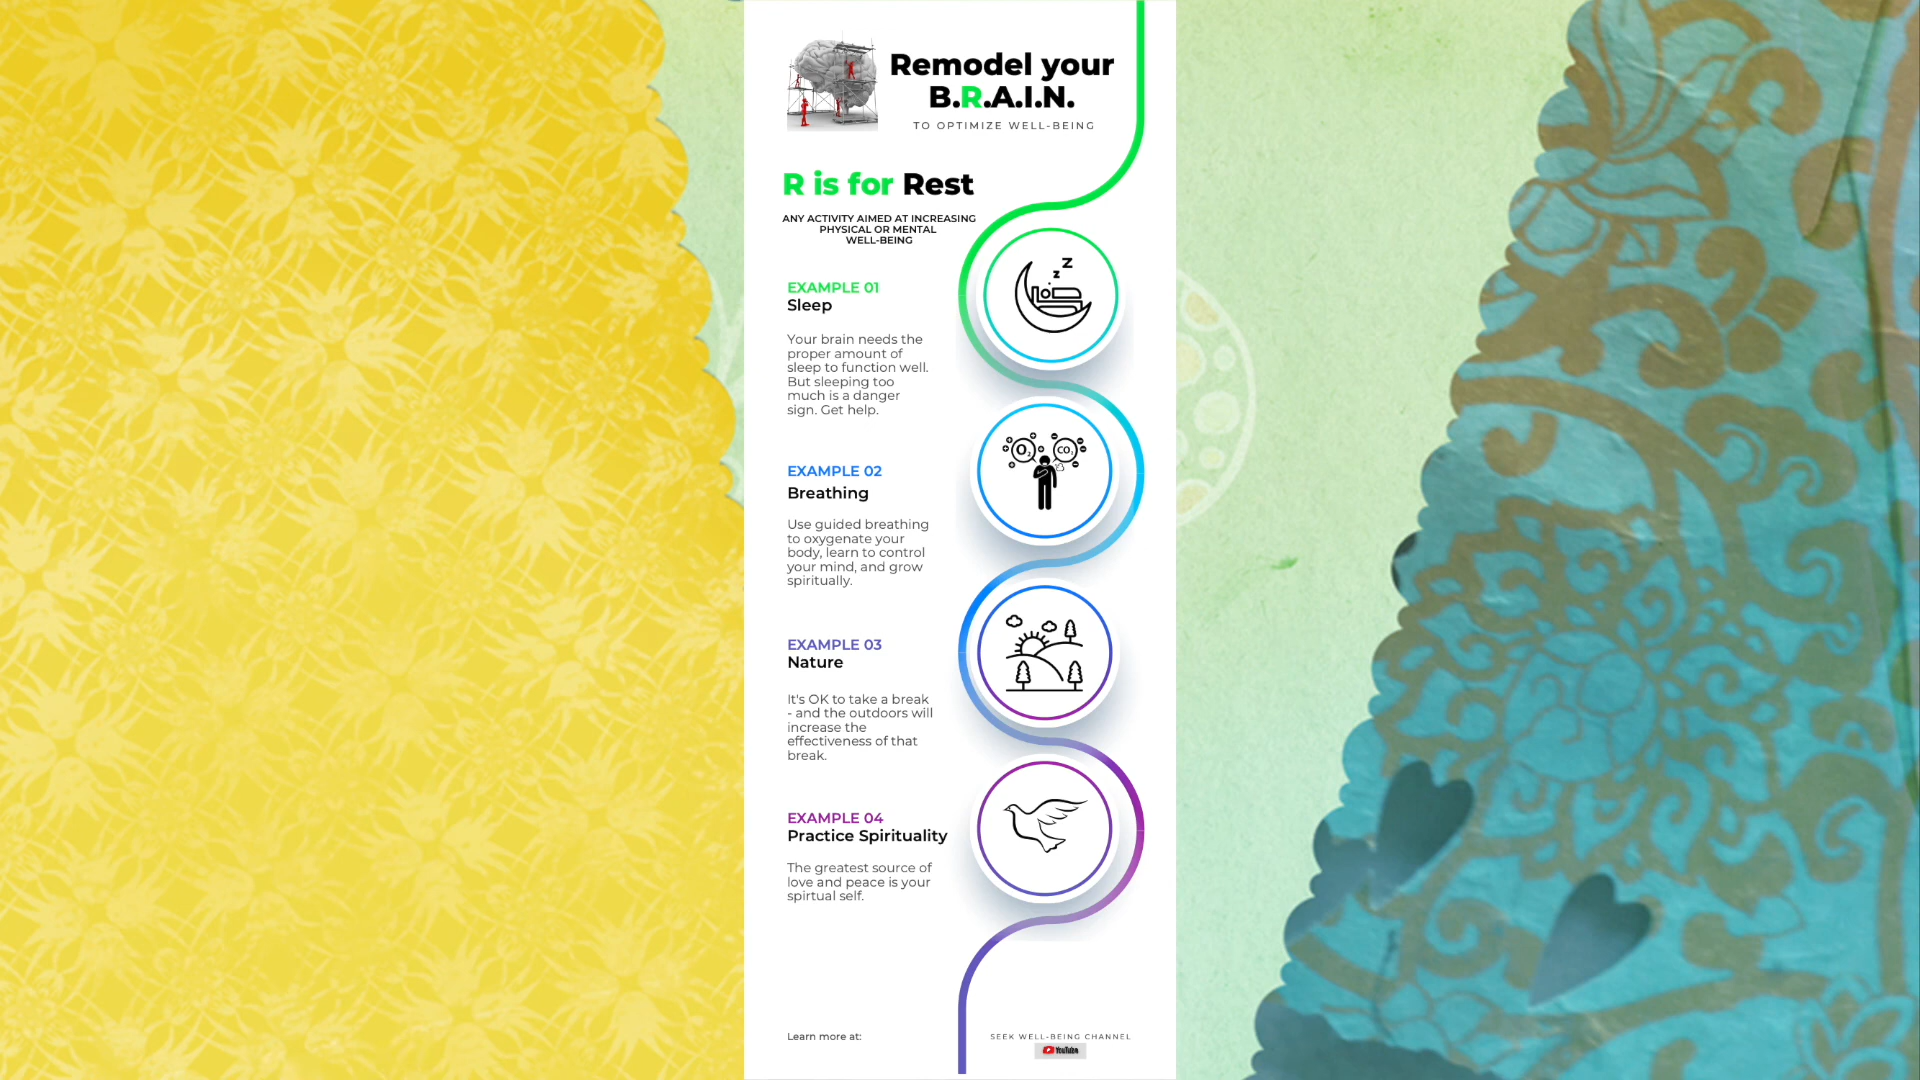 Remodel your
B.R.A.I.N.
TO OPTIMIZE WELL-BEING
R is for Rest
ANY ACTIVITY AIMED AT INCREASING
PHYSICAL OR MENTAL
WELL-BEING
EXAMPLE 01
Sleep
Your brain needs the
proper amount of
sleep to function well.
But sleeping too
much is a danger
sign. Get help.
z Z
EXAMPLE 02
Breathing
Use guided breathing
to oxygenate your
body, learn to control
your mind, and grow
spiritually.
O2 CO2
EXAMPLE 03
Nature
It's OK to take a break
- and the outdoors will
increase the
effectiveness of that
break.
EXAMPLE 04
Practice Spirituality
The greatest source of
love and peace is your
spirtual self.
Learn more at:
SEEK WELL-BEING CHANNEL
YouTube